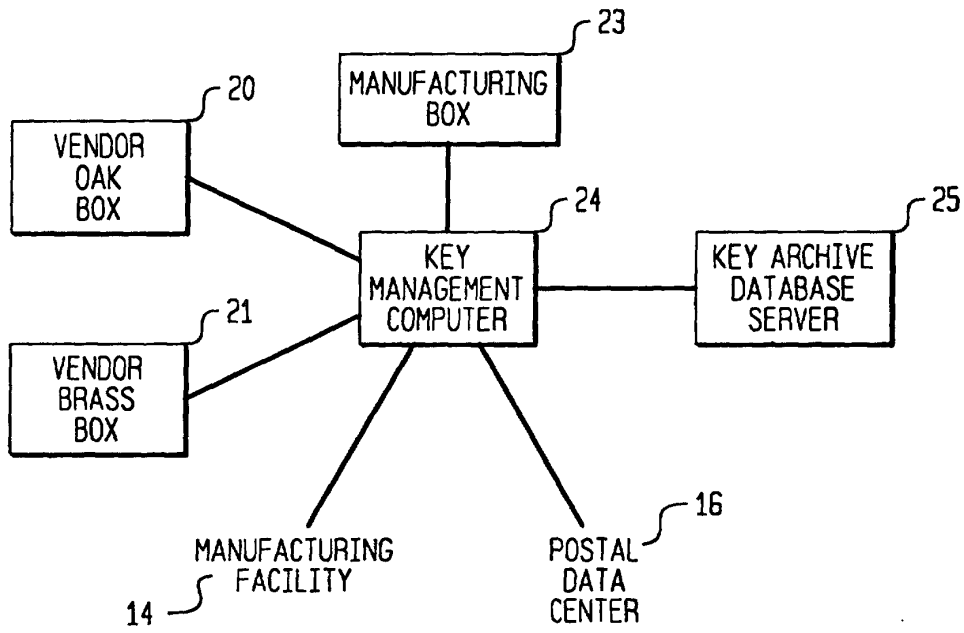 23
MANUFACTURING
BOX
20
VENDOR
OAK
BOX
24
KEY
MANAGEMENT
COMPUTER
25
KEY ARCHIVE
DATABASE
SERVER
21
VENDOR
BRASS
BOX
MANUFACTURING
FACILITY
14
16
POSTAL
DATA
CENTER